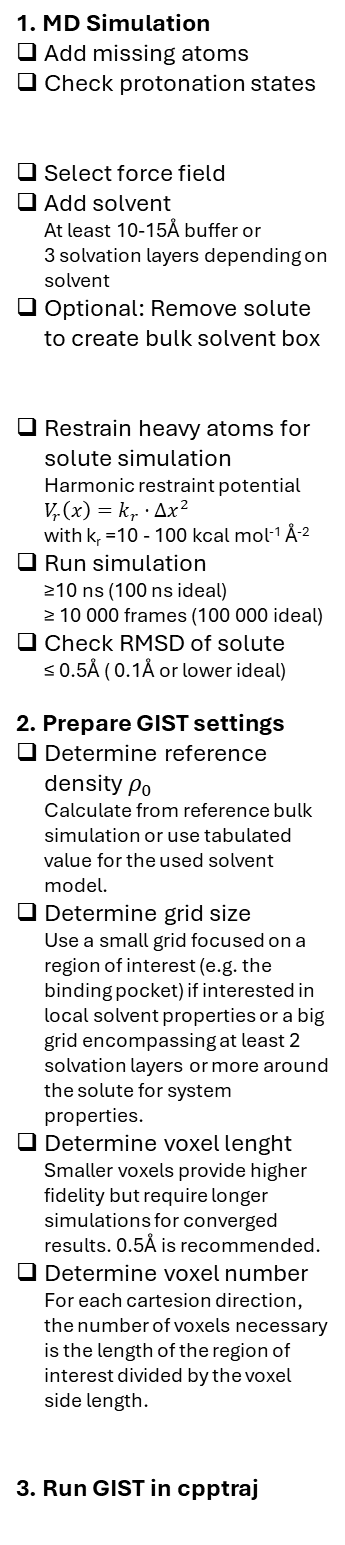 1. MD Simulation
❑ Add missing atoms
❑ Check protonation states
❑ Select force field
❑ Add solvent
At least 10-15Å buffer or
3 solvation layers depending on
solvent
❑ Optional: Remove solute
to create bulk solvent box
❑ Restrain heavy atoms for
solute simulation
Harmonic restraint potential
V_r(x) = k_r · Δx²
with k_r =10 - 100 kcal mol⁻¹ Å⁻²
❑ Run simulation
≥10 ns (100 ns ideal)
≥ 10 000 frames (100 000 ideal)
❑ Check RMSD of solute
≤ 0.5Å ( 0.1Å or lower ideal)
2. Prepare GIST settings
❑ Determine reference
density ρ₀
Calculate from reference bulk
simulation or use tabulated
value for the used solvent
model.
❑ Determine grid size
Use a small grid focused on a
region of interest (e.g. the
binding pocket) if interested in
local solvent properties or a big
grid encompassing at least 2
solvation layers or more around
the solute for system
properties.
❑ Determine voxel lenght
Smaller voxels provide higher
fidelity but require longer
simulations for converged
results. 0.5Å is recommended.
❑ Determine voxel number
For each cartesion direction,
the number of voxels necessary
is the length of the region of
interest divided by the voxel
side length.
3. Run GIST in cpptraj